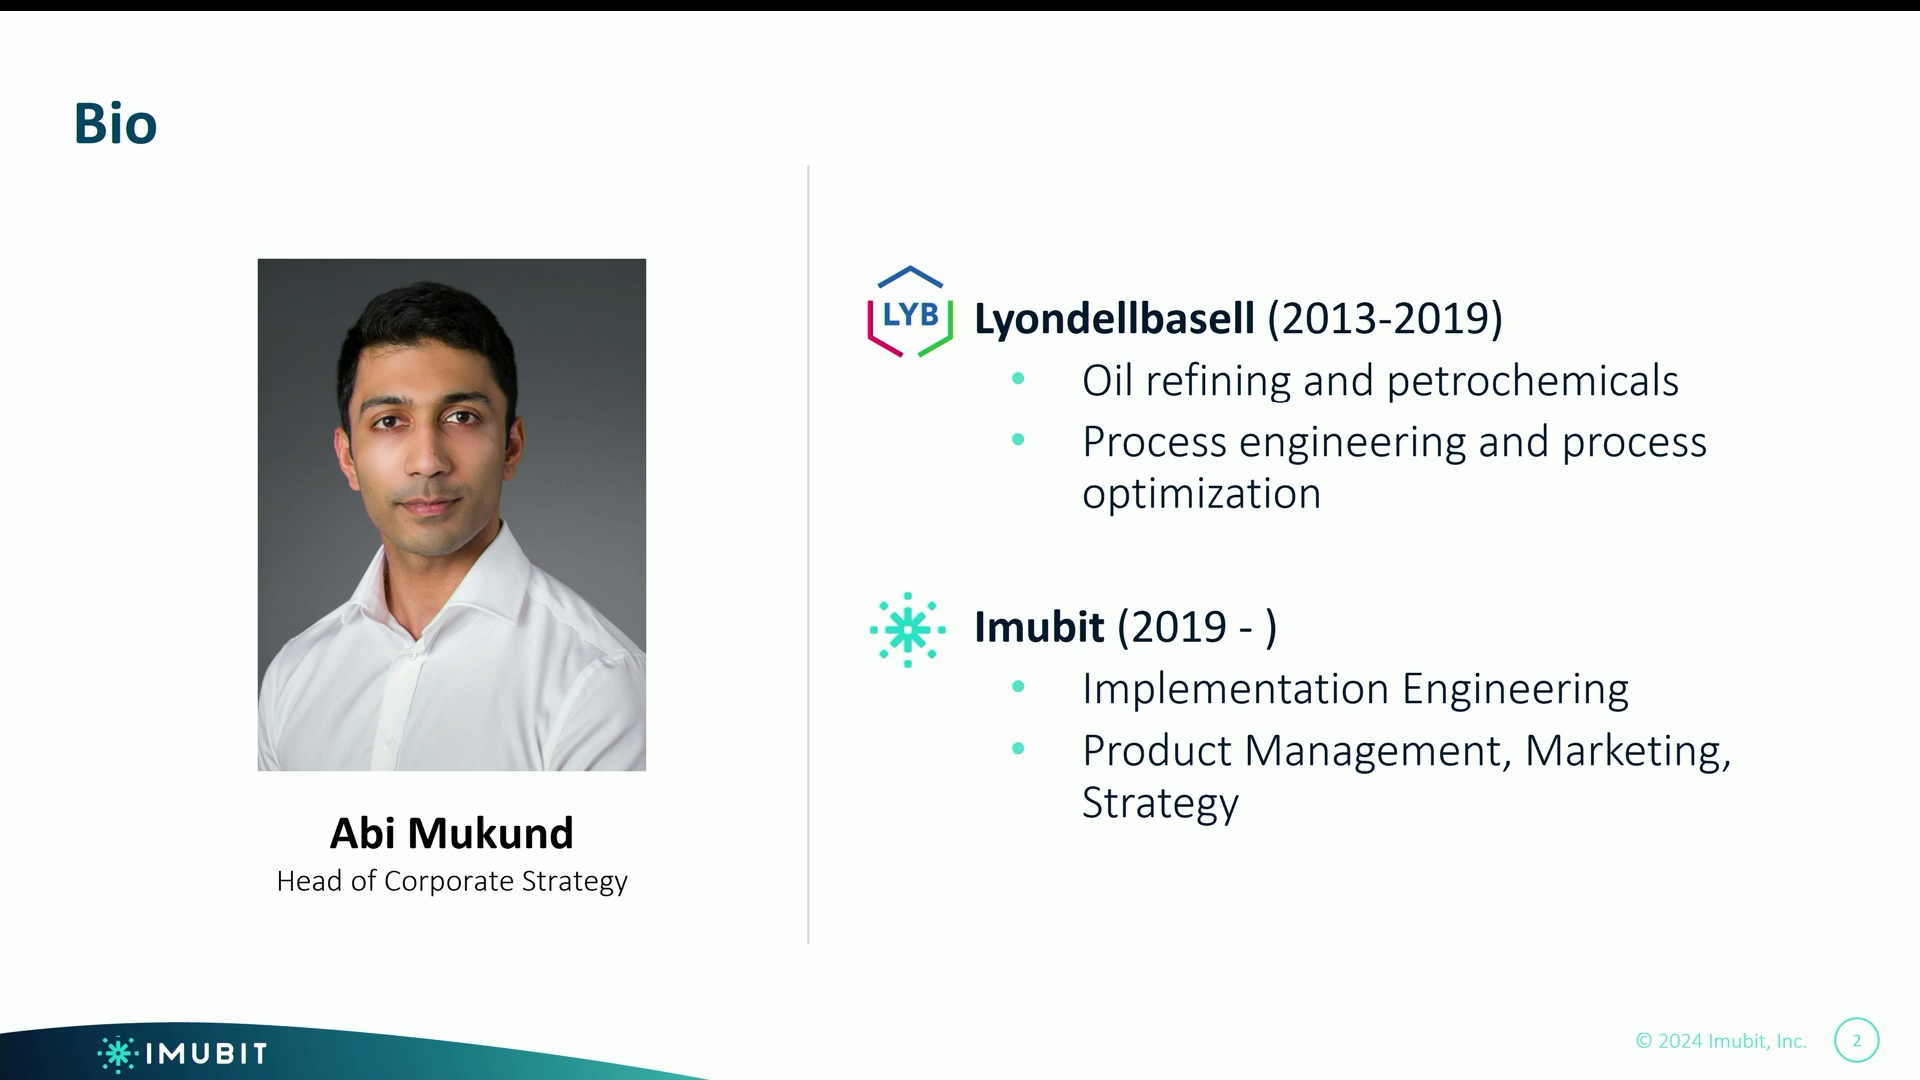 Bio
Abi Mukund
Head of Corporate Strategy
LYB
Lyondellbasell (2013-2019)
• Oil refining and petrochemicals
• Process engineering and process
optimization
Imubit (2019 - )
• Implementation Engineering
• Product Management, Marketing,
Strategy
IMUBIT
© 2024 Imubit, Inc.
2